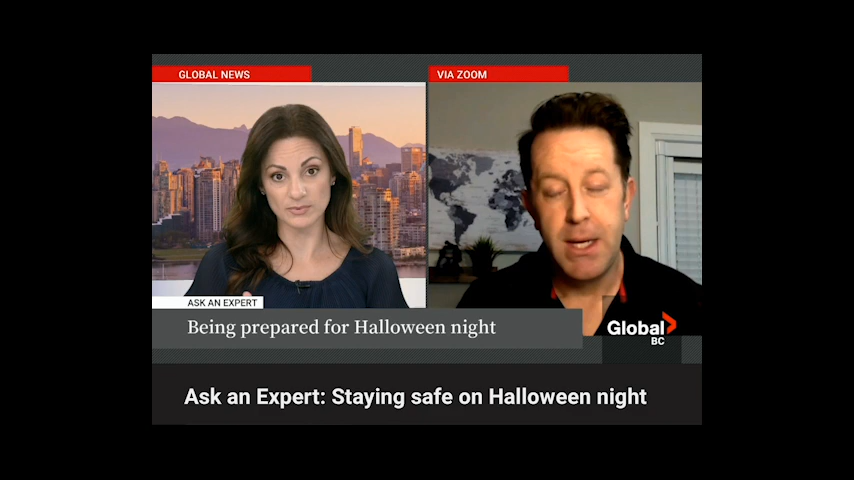 GLOBAL NEWS
VIA ZOOM
ASK AN EXPERT
Being prepared for Halloween night
Global
BC
Ask an Expert: Staying safe on Halloween night